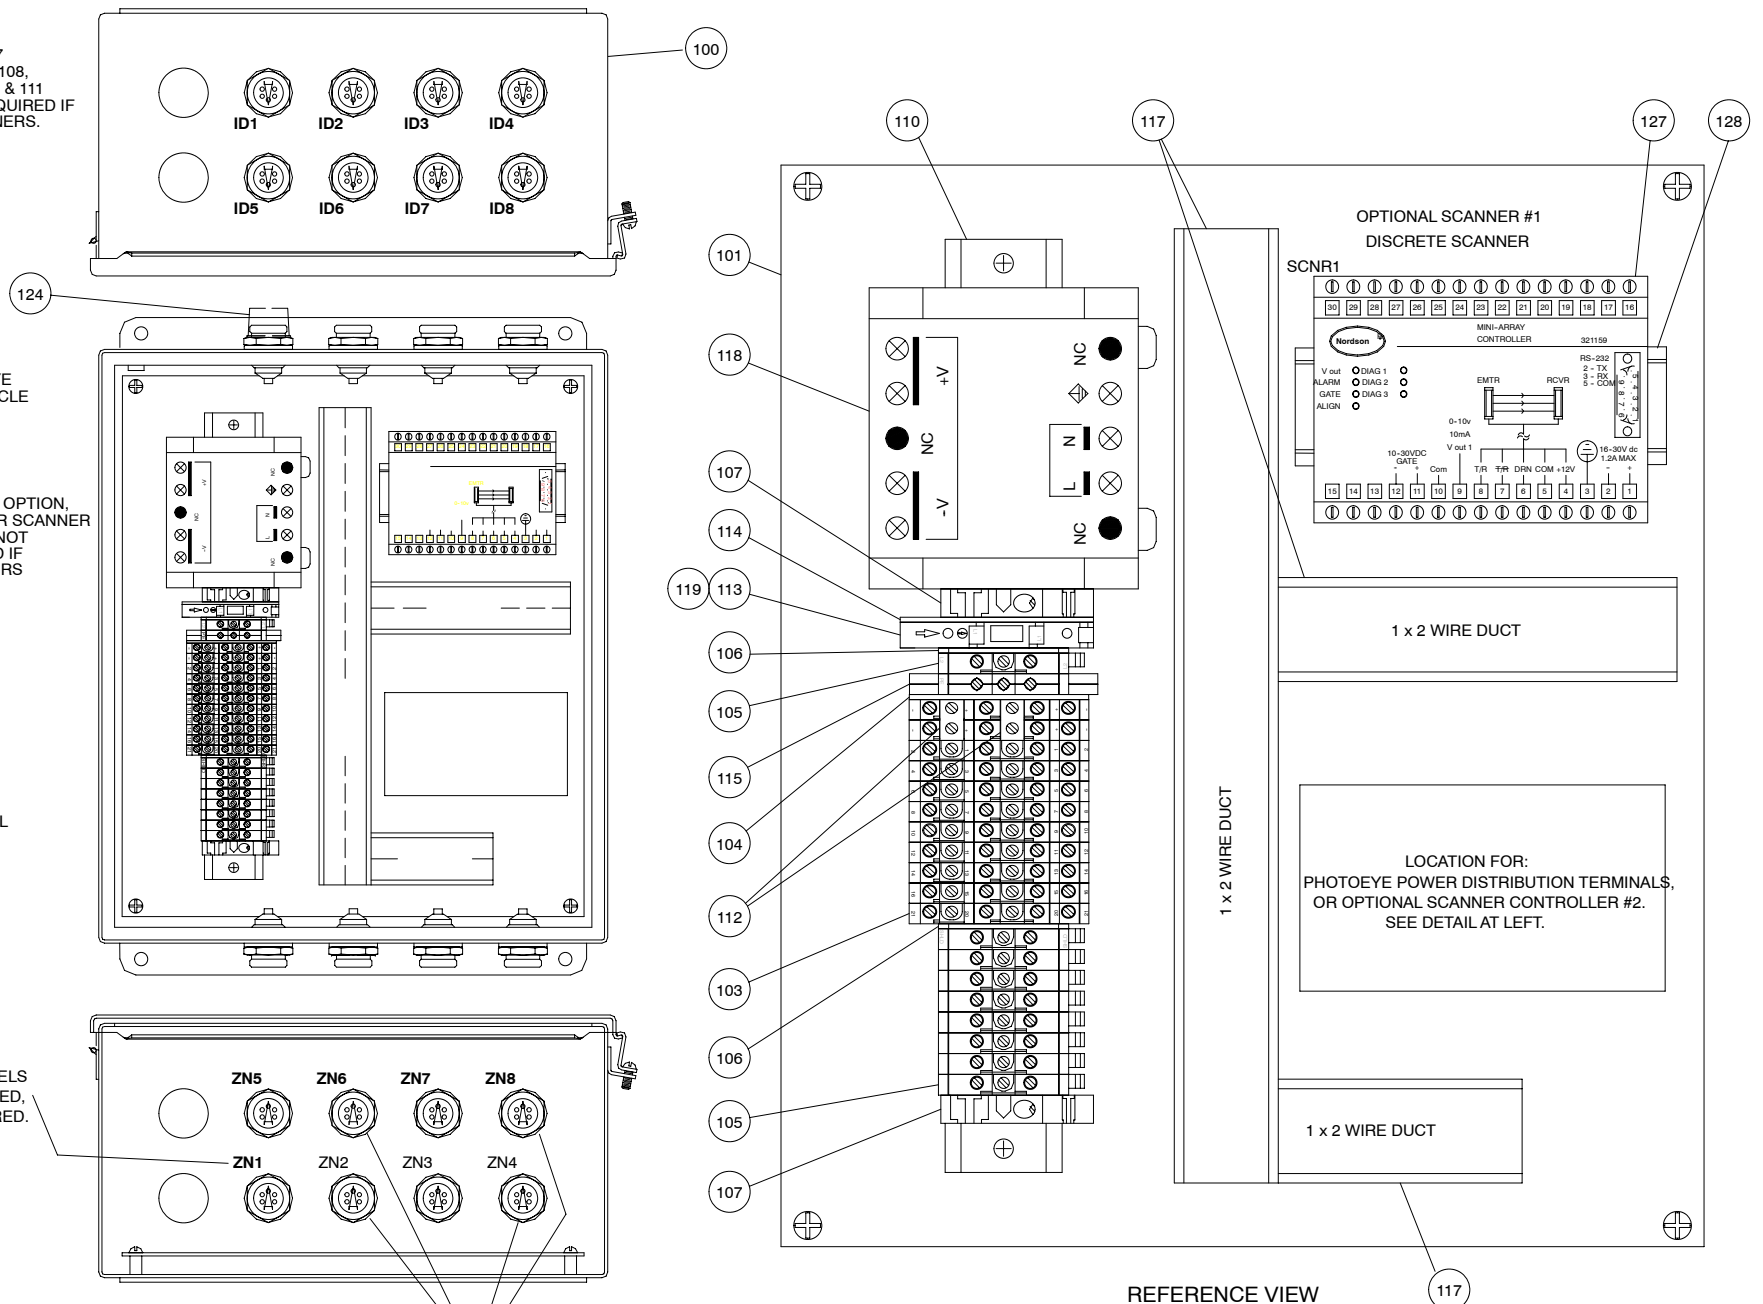 108,
& 111
QUIRED IF
NERS.
100
ID1 ID2 ID3 ID4
ID5 ID6 ID7 ID8
124
CLE
OPTION,
R SCANNER
NOT
D IF
RS
NC
+V
NC
-V
N
L
NC
ELS
ED,
RED.
ZN5 ZN6 ZN7 ZN8
ZN1 ZN2 ZN3 ZN4
110
117
127
128
101
118
107
114
119 113
106
105
115
104
112
103
106
105
107
NC
+V
NC
N
L
-V
NC
OPTIONAL SCANNER #1
DISCRETE SCANNER
SCNR1
30 29 28 27 26 25 24 23 22 21 20 19 18 17 16
Nordson
MINI-ARRAY
CONTROLLER
321159
RS-232
2 - TX
3 - RX
5 - COM
V out DIAG 1
ALARM DIAG 2
GATE DIAG 3
ALIGN
EMTR RCVR
0-10v
10mA
V out 1
10-30VDC
GATE
- +
Com
T/R T/R DRN COM +12V
16-30V dc
1.2A MAX
- +
15 14 13 12 11 10 9 8 7 6 5 4 3 2 1
1 x 2 WIRE DUCT
1 x 2 WIRE DUCT
LOCATION FOR:
PHOTOEYE POWER DISTRIBUTION TERMINALS,
OR OPTIONAL SCANNER CONTROLLER #2.
SEE DETAIL AT LEFT.
1 x 2 WIRE DUCT
REFERENCE VIEW
117